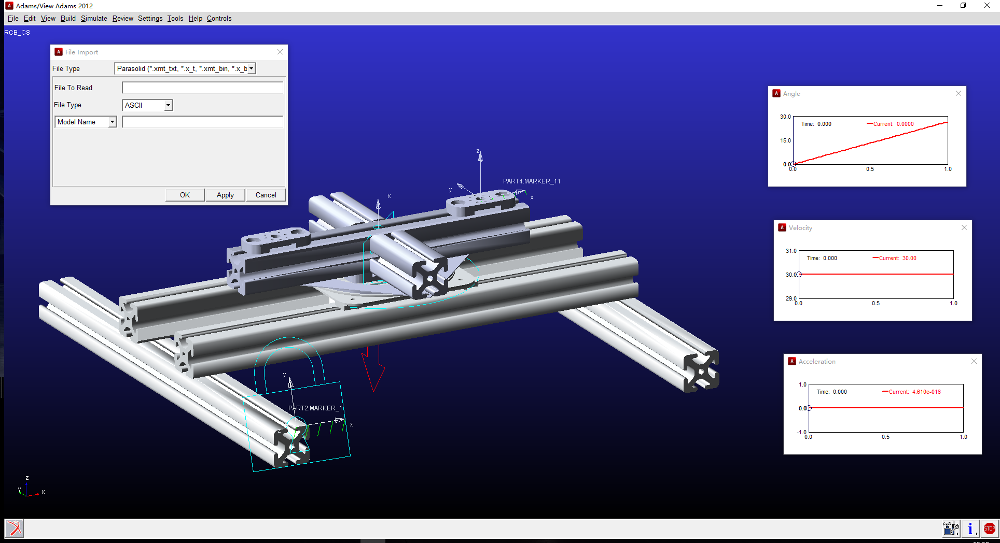 Adams/View Adams 2012
File Edit View Build Simulate Review Settings Tools Help Controls
RCB_CS
File Import
File Type
Parasolid (*.xmt_txt, *.x_t, *.xmt_bin, *.x_b
File To Read
File Type
ASCII
Model Name
OK Apply Cancel
Angle
30.0
15.0
0.0
Time: 0.000
Current: 0.0000
0.0 0.5 1.0
Velocity
31.0
30.0
29.0
Time: 0.000
Current: 30.00
0.0 0.5 1.0
Acceleration
1.0
0.0
-1.0
Time: 0.000
Current: 4.610e-016
0.0 0.5 1.0
z
PART4.MARKER_11
y
x
x
y
PART2.MARKER_1
x
z
z
y
x
i
STOP